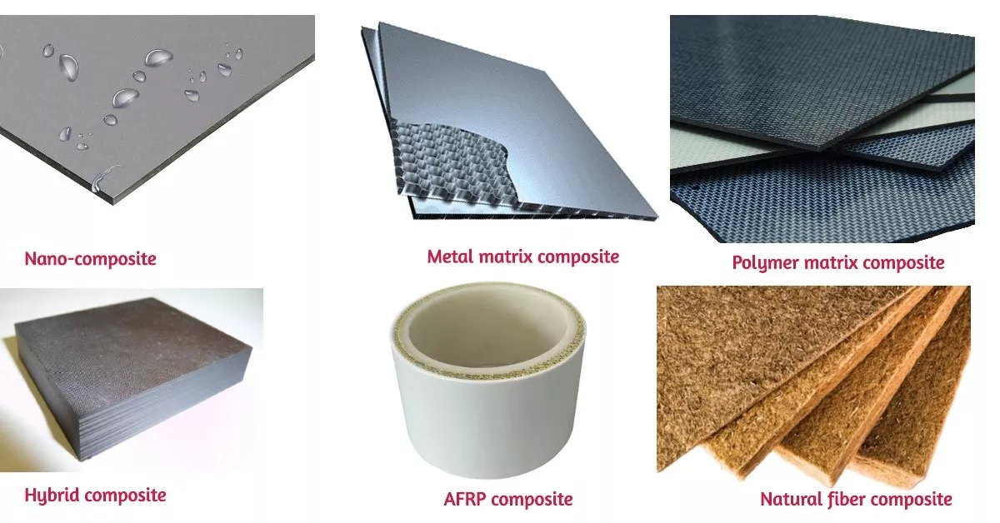 Nano-composite
Metal matrix composite
Polymer matrix composite
Hybrid composite
AFRP composite
Natural fiber composite